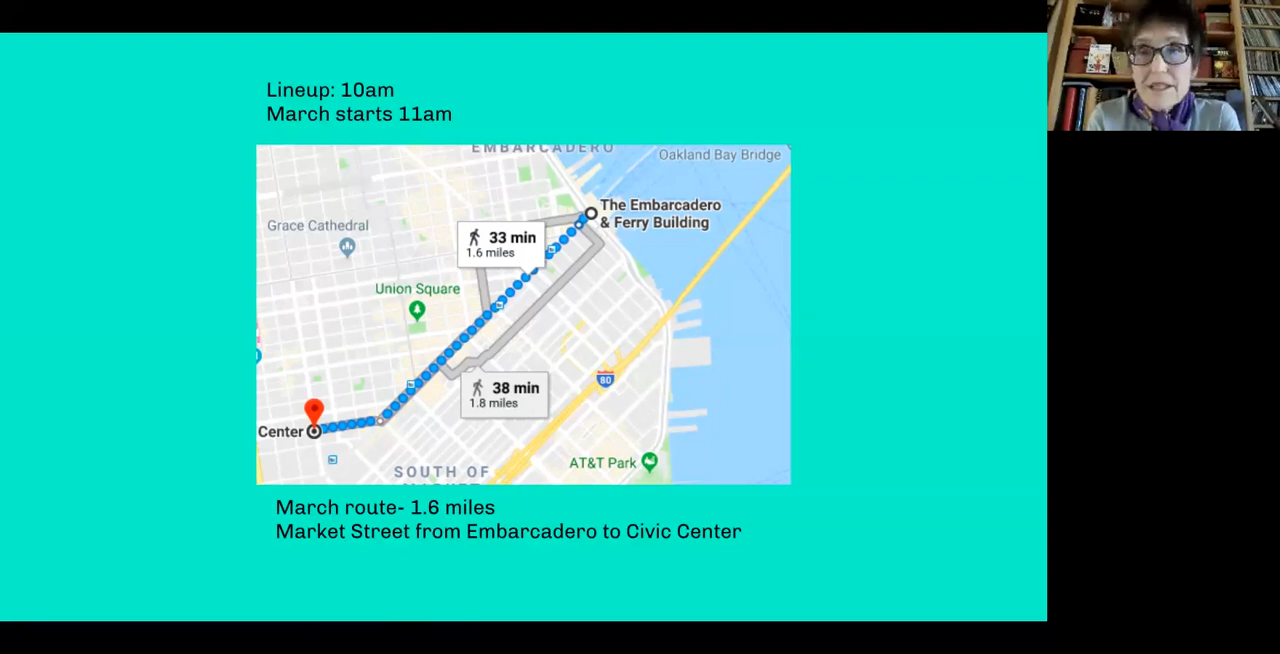 Lineup: 10am
March starts 11am
EMBARCADERO
Oakland Bay Bridge
The Embarcadero
& Ferry Building
Grace Cathedral
33 min
1.6 miles
Union Square
38 min
1.8 miles
80
Center
SOUTH OF
MARKET
AT&T Park
March route- 1.6 miles
Market Street from Embarcadero to Civic Center